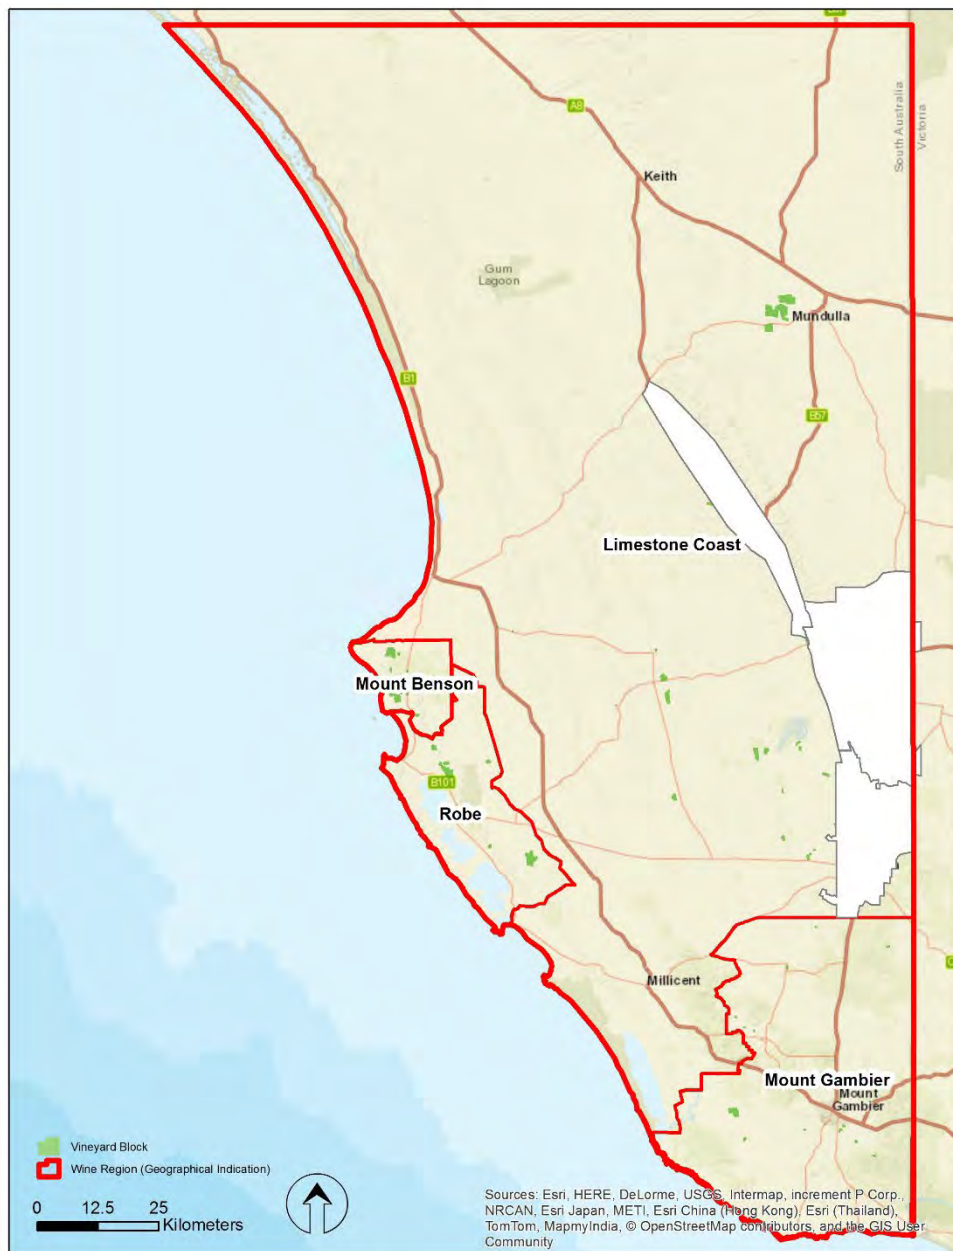 A8
South Australia
Victoria
Keith
Gum
Lagoon
Mundulla
B1
B57
Limestone Coast
Mount Benson
B101
Robe
Millicent
Mount Gambier
Mount
Gambier
Vineyard Block
Wine Region (Geographical Indication)
0 12.5 25
Kilometers
Sources: Esri, HERE, DeLorme, USGS, Intermap, increment P Corp.,
NRCAN, Esri Japan, METI, Esri China (Hong Kong), Esri (Thailand),
TomTom, MapmyIndia, © OpenStreetMap contributors, and the GIS User
Community